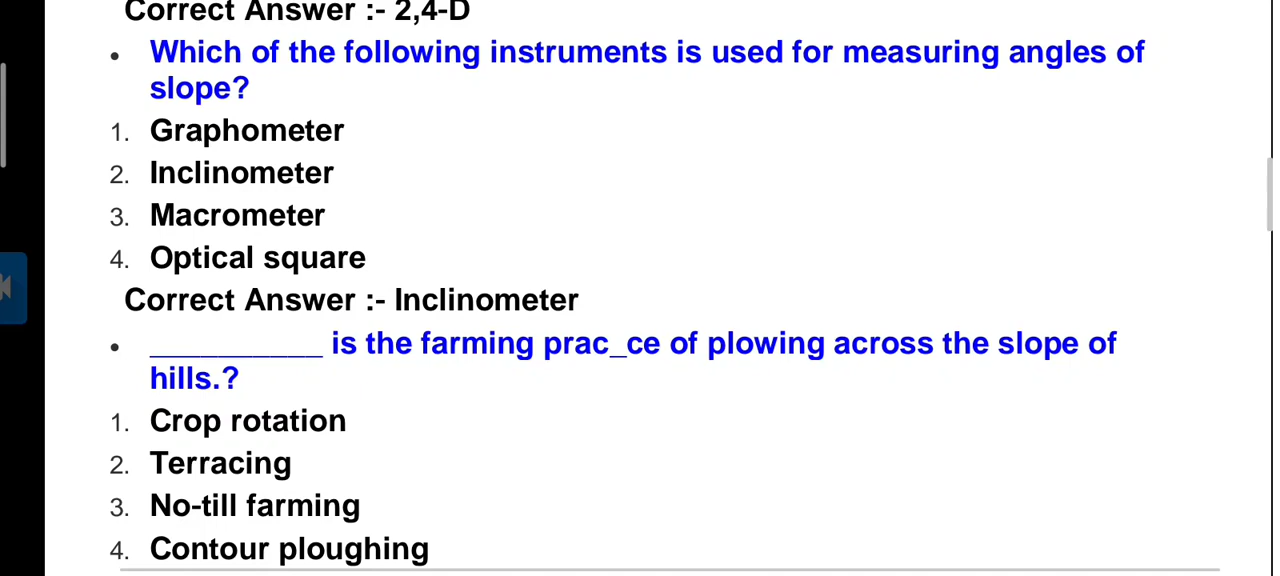 Correct Answer :- 2,4-D
• Which of the following instruments is used for measuring angles of
slope?
1. Graphometer
2. Inclinometer
3. Macrometer
4. Optical square
Correct Answer :- Inclinometer
• __________ is the farming prac_ce of plowing across the slope of
hills.?
1. Crop rotation
2. Terracing
3. No-till farming
4. Contour ploughing